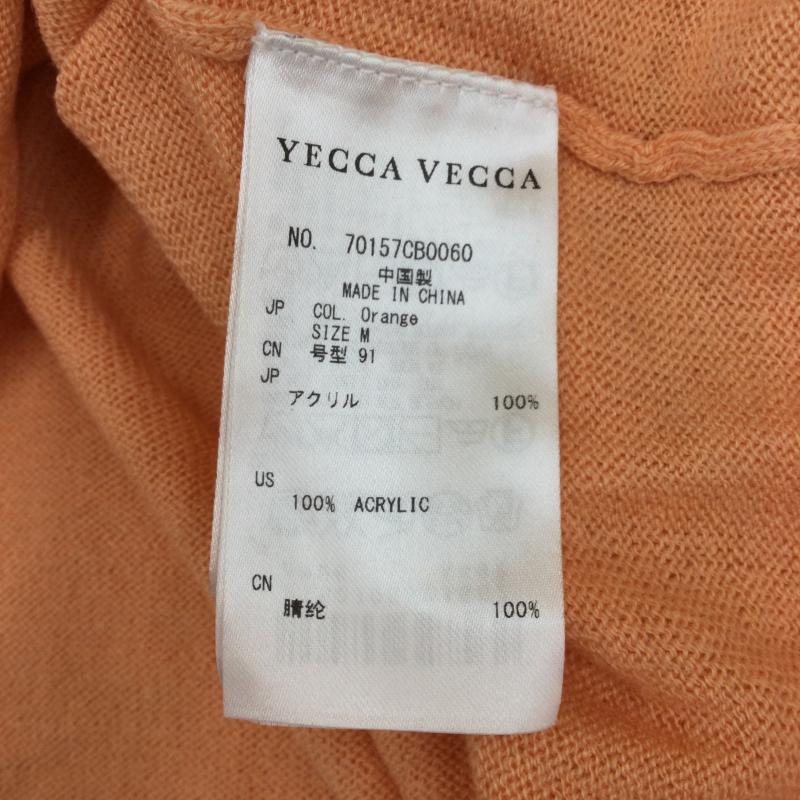 YECCA VECCA
NO. 70157CB0060
中国製
MADE IN CHINA
JP COL. Orange
SIZE M
CN 号型 91
JP
アクリル 100%
US
100% ACRYLIC
CN
腈纶 100%